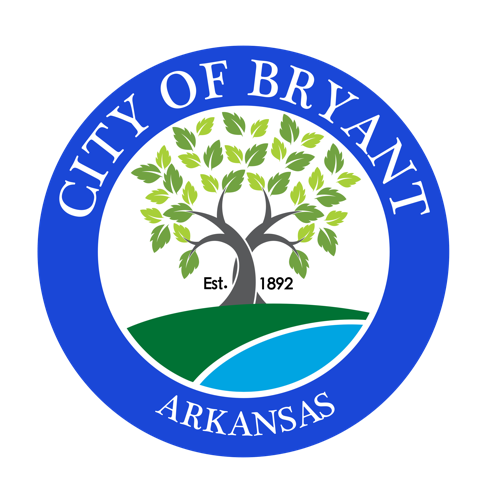 CITY OF BRYANT
Est. 1892
ARKANSAS